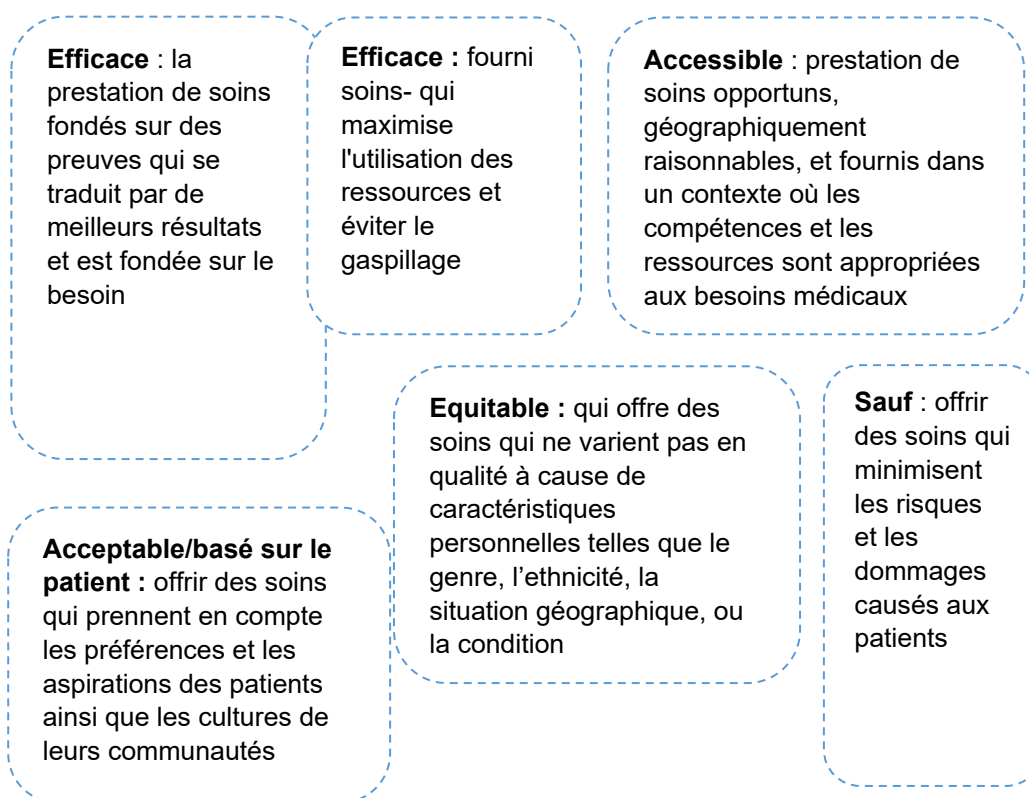 Efficace : la
prestation de soins
fondés sur des
preuves qui se
traduit par de
meilleurs résultats
et est fondée sur le
besoin
Efficace : fourni
soins- qui
maximise
l'utilisation des
ressources et
éviter le
gaspillage
Accessible : prestation de
soins opportuns,
géographiquement
raisonnables, et fournis dans
un contexte où les
compétences et les
ressources sont appropriées
aux besoins médicaux
Acceptable/basé sur le
patient : offrir des soins
qui prennent en compte
les préférences et les
aspirations des patients
ainsi que les cultures de
leurs communautés
Equitable : qui offre des
soins qui ne varient pas en
qualité à cause de
caractéristiques
personnelles telles que le
genre, l’ethnicité, la
situation géographique, ou
la condition
Sauf : offrir
des soins qui
minimisent
les risques
et les
dommages
causés aux
patients